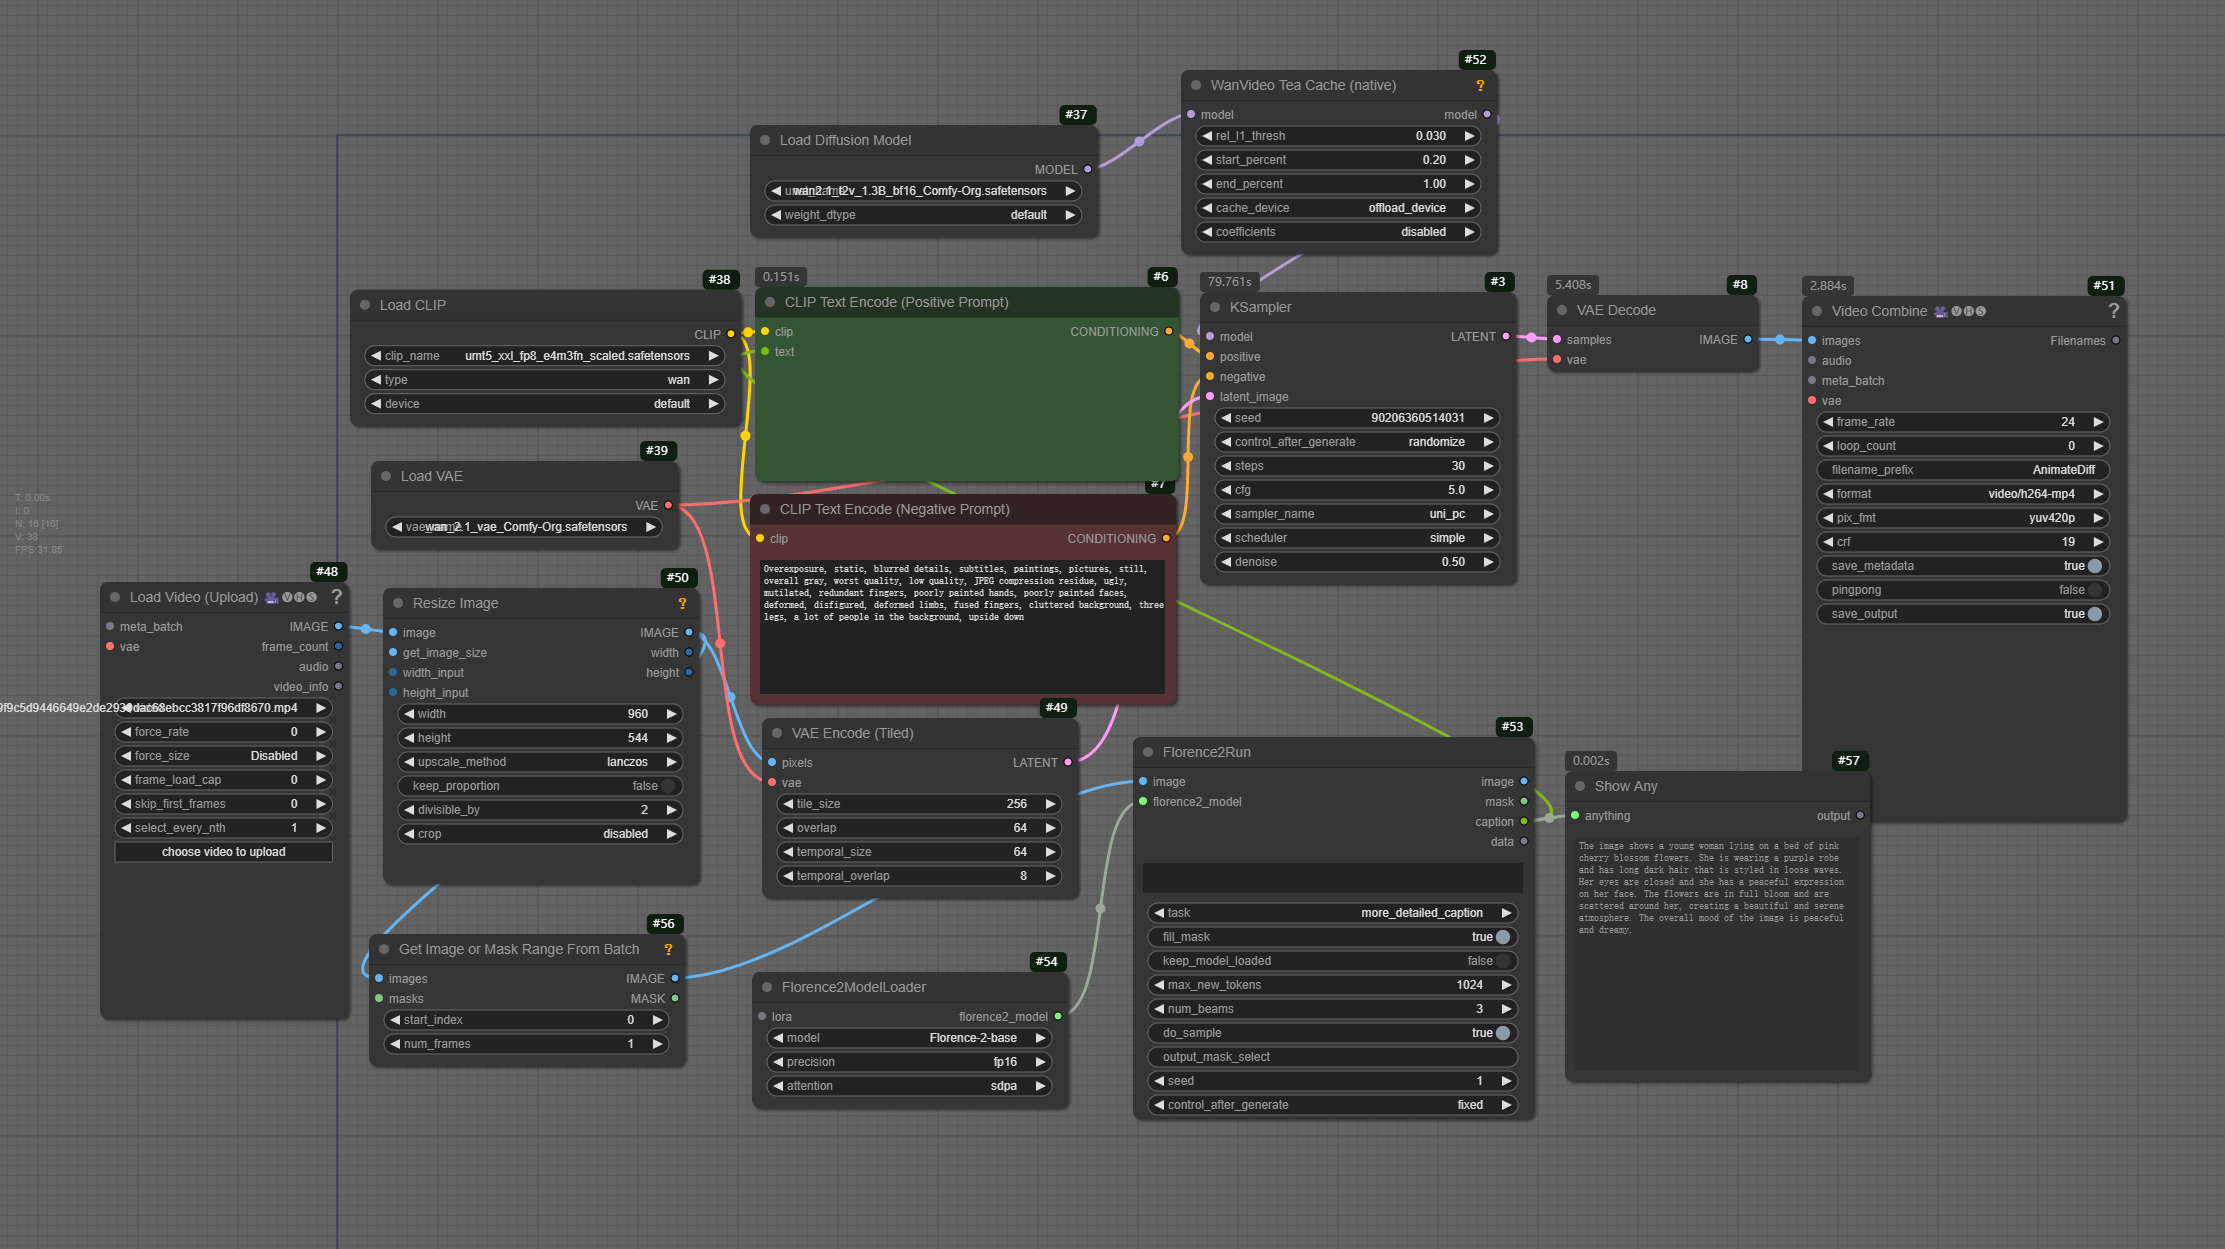 #52
WanVideo Tea Cache (native)
?
model
model
rel_l1_thresh 0.030
start_percent 0.20
end_percent 1.00
cache_device offload_device
coefficients disabled
#37
Load Diffusion Model
MODEL
wan2.1_t2v_1.3B_bf16_Comfy-Org.safetensors
weight_dtype default
#38
Load CLIP
CLIP
clip_name umt5_xxl_fp8_e4m3fn_scaled.safetensors
type wan
device default
0.151s
#6
CLIP Text Encode (Positive Prompt)
clip CONDITIONING
text
79.761s
#3
KSampler
model LATENT
positive
negative
latent_image
seed 90206360514031
control_after_generate randomize
steps 30
cfg 5.0
sampler_name uni_pc
scheduler simple
denoise 0.50
5.408s
#8
VAE Decode
samples IMAGE
vae
2.884s
#51
Video Combine VHS
?
images Filenames
audio
meta_batch
vae
frame_rate 24
loop_count 0
filename_prefix AnimateDiff
format video/h264-mp4
pix_fmt yuv420p
crf 19
save_metadata true
pingpong false
save_output true
#39
Load VAE
VAE
wan_2.1_vae_Comfy-Org.safetensors
#7
CLIP Text Encode (Negative Prompt)
clip CONDITIONING
Overexposure, static, blurred details, subtitles, paintings, pictures, still,
overall gray, worst quality, low quality, JPEG compression residue, ugly,
mutilated, redundant fingers, poorly painted hands, poorly painted faces,
deformed, disfigured, deformed limbs, fused fingers, cluttered background, three
legs, a lot of people in the background, upside down
T: 0.00s
I: 0
N: 16 [16]
V: 38
FPS:31.85
#48
Load Video (Upload) VHS
?
meta_batch IMAGE
vae frame_count
audio
video_info
ebcc3817f96df8670.mp4
force_rate 0
force_size Disabled
frame_load_cap 0
skip_first_frames 0
select_every_nth 1
choose video to upload
#50
Resize Image
?
image IMAGE
get_image_size width
width_input height
height_input
width 960
height 544
upscale_method lanczos
keep_proportion false
divisible_by 2
crop disabled
#49
VAE Encode (Tiled)
pixels LATENT
vae
tile_size 256
overlap 64
temporal_size 64
temporal_overlap 8
#56
Get Image or Mask Range From Batch
?
images IMAGE
masks MASK
start_index 0
num_frames 1
#54
Florence2ModelLoader
lora florence2_model
model Florence-2-base
precision fp16
attention sdpa
#53
Florence2Run
image image
florence2_model mask
caption
data
task more_detailed_caption
fill_mask true
keep_model_loaded false
max_new_tokens 1024
num_beams 3
do_sample true
output_mask_select
seed 1
control_after_generate fixed
0.002s
#57
Show Any
anything output
The image shows a young woman lying on a bed of pink
cherry blossom flowers. She is wearing a purple robe
and has long dark hair that is styled in loose waves.
Her eyes are closed and she has a peaceful expression
on her face. The flowers are in full bloom and are
scattered around her, creating a beautiful and serene
atmosphere. The overall mood of the image is peaceful
and dreamy.